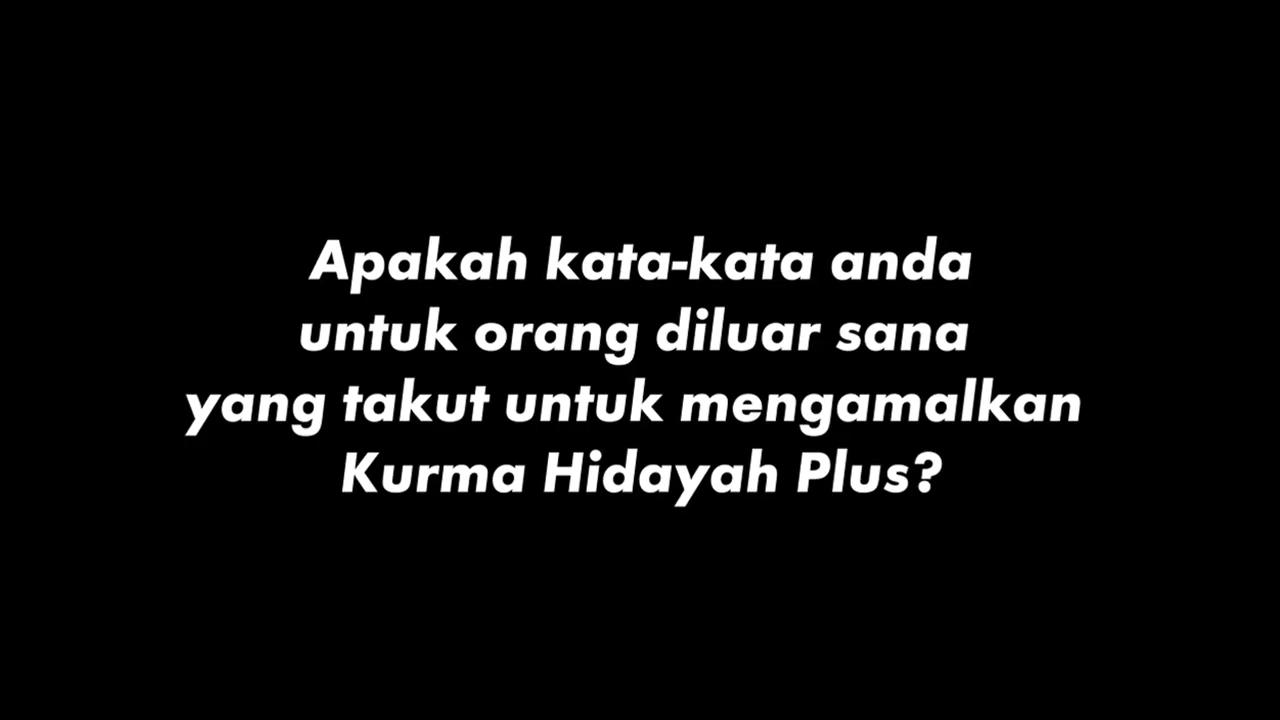 Apakah kata-kata anda
untuk orang diluar sana
yang takut untuk mengamalkan
Kurma Hidayah Plus?